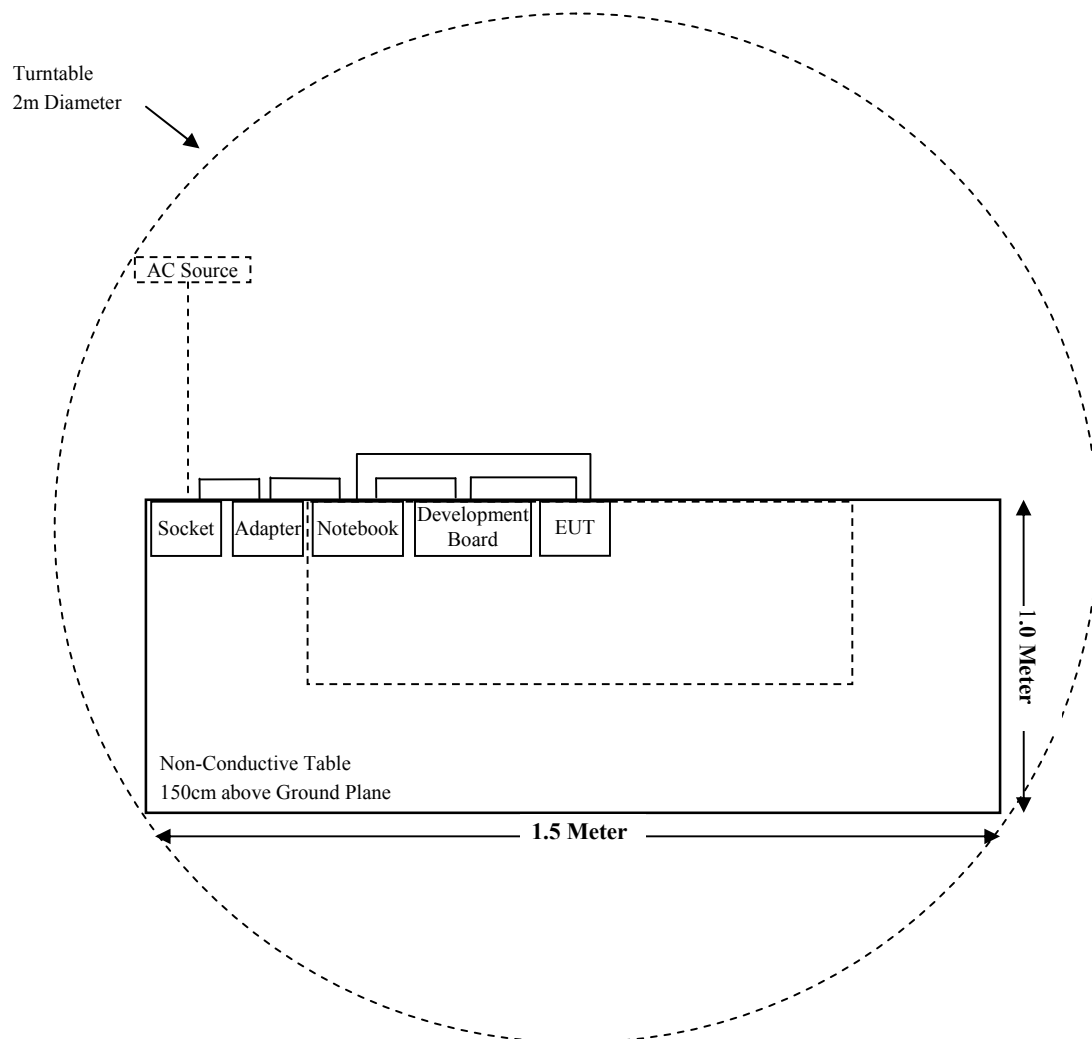 Turntable
2m Diameter
AC Source
Socket
Adapter
Notebook
Development
Board
EUT
1.0 Meter
Non-Conductive Table
150cm above Ground Plane
1.5 Meter